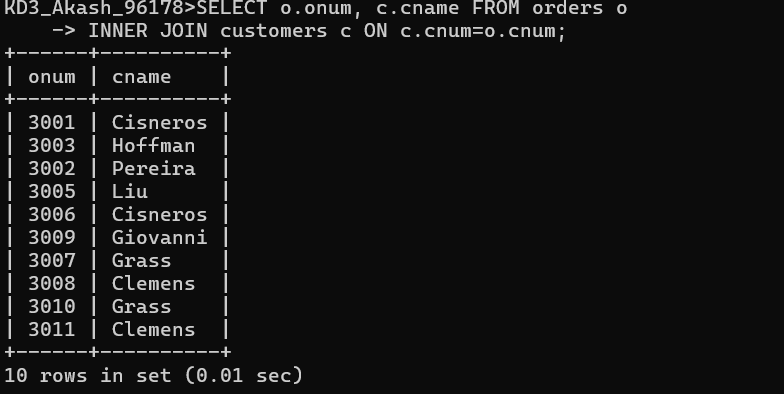 KD3_Akash_96178>SELECT o.onum, c.cname FROM orders o
    -> INNER JOIN customers c ON c.cnum=o.cnum;
+------+----------+
| onum | cname    |
+------+----------+
| 3001 | Cisneros |
| 3003 | Hoffman  |
| 3002 | Pereira  |
| 3005 | Liu      |
| 3006 | Cisneros |
| 3009 | Giovanni |
| 3007 | Grass    |
| 3008 | Clemens  |
| 3010 | Grass    |
| 3011 | Clemens  |
+------+----------+
10 rows in set (0.01 sec)